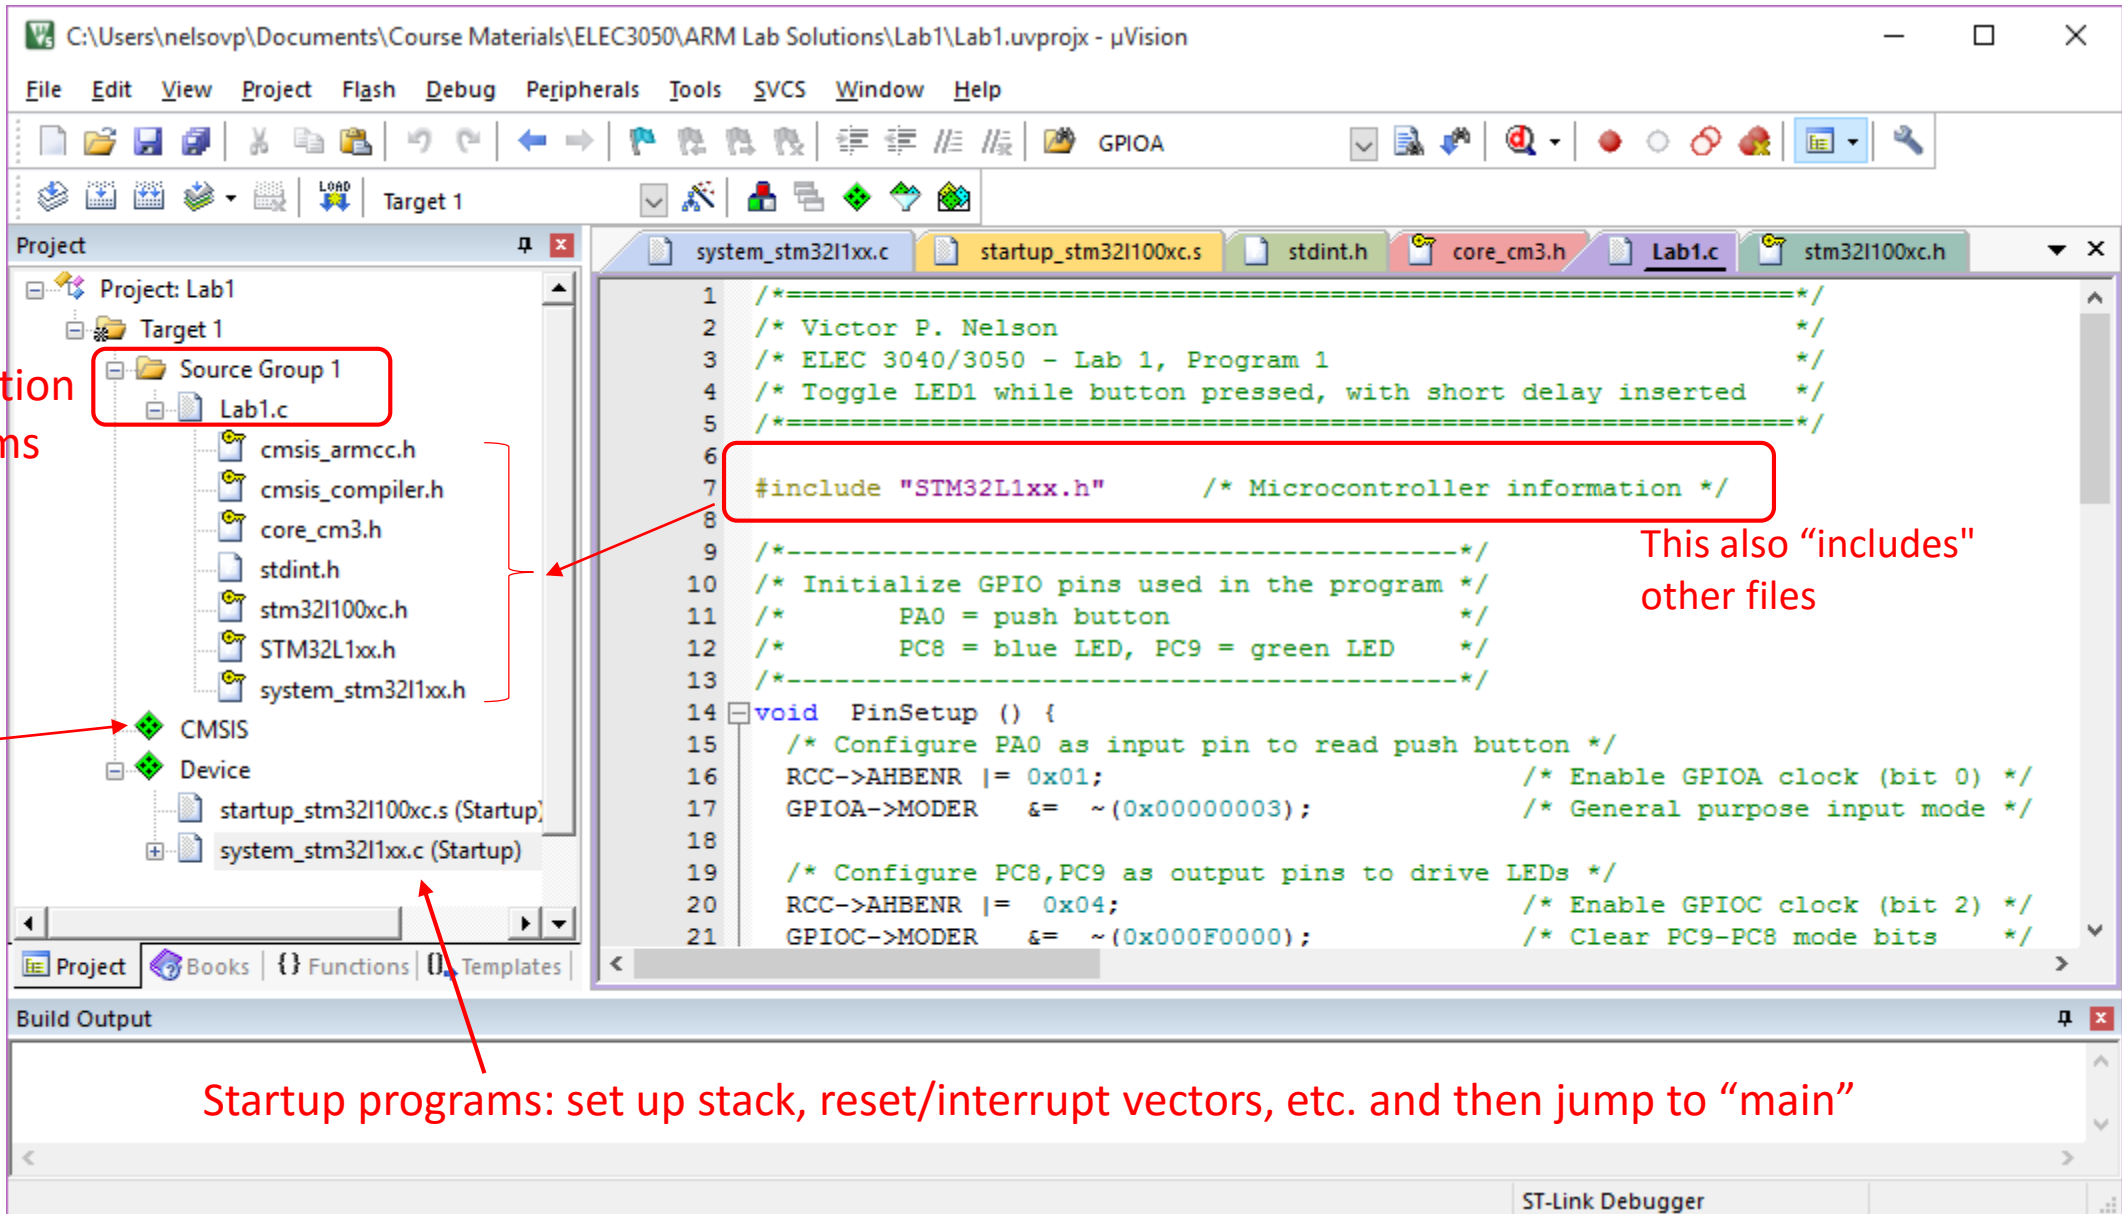 C:\Users\nelsovp\Documents\Course Materials\ELEC3050\ARM Lab Solutions\Lab1\Lab1.uvprojx - µVision
File Edit View Project Flash Debug Peripherals Tools SVCS Window Help
GPIOA
LOAD
Target 1
Project
Project: Lab1
Target 1
Source Group 1
Lab1.c
cmsis_armcc.h
cmsis_compiler.h
core_cm3.h
stdint.h
stm32l100xc.h
STM32L1xx.h
system_stm32l1xx.h
CMSIS
Device
startup_stm32l100xc.s (Startup)
system_stm32l1xx.c (Startup)
Project Books {} Functions Templates
tion
ms
system_stm32l1xx.c startup_stm32l100xc.s stdint.h core_cm3.h Lab1.c stm32l100xc.h
1 /*===============================================================*/
2 /* Victor P. Nelson */
3 /* ELEC 3040/3050 - Lab 1, Program 1 */
4 /* Toggle LED1 while button pressed, with short delay inserted */
5 /*===============================================================*/
6
7 #include "STM32L1xx.h" /* Microcontroller information */
8
9 /*------------------------------------------*/
10 /* Initialize GPIO pins used in the program */
11 /* PA0 = push button */
12 /* PC8 = blue LED, PC9 = green LED */
13 /*------------------------------------------*/
14 void PinSetup () {
15 /* Configure PA0 as input pin to read push button */
16 RCC->AHBENR |= 0x01; /* Enable GPIOA clock (bit 0) */
17 GPIOA->MODER &= ~(0x00000003); /* General purpose input mode */
18
19 /* Configure PC8,PC9 as output pins to drive LEDs */
20 RCC->AHBENR |= 0x04; /* Enable GPIOC clock (bit 2) */
21 GPIOC->MODER &= ~(0x000F0000); /* Clear PC9-PC8 mode bits */
This also “includes"
other files
Build Output
Startup programs: set up stack, reset/interrupt vectors, etc. and then jump to “main”
ST-Link Debugger